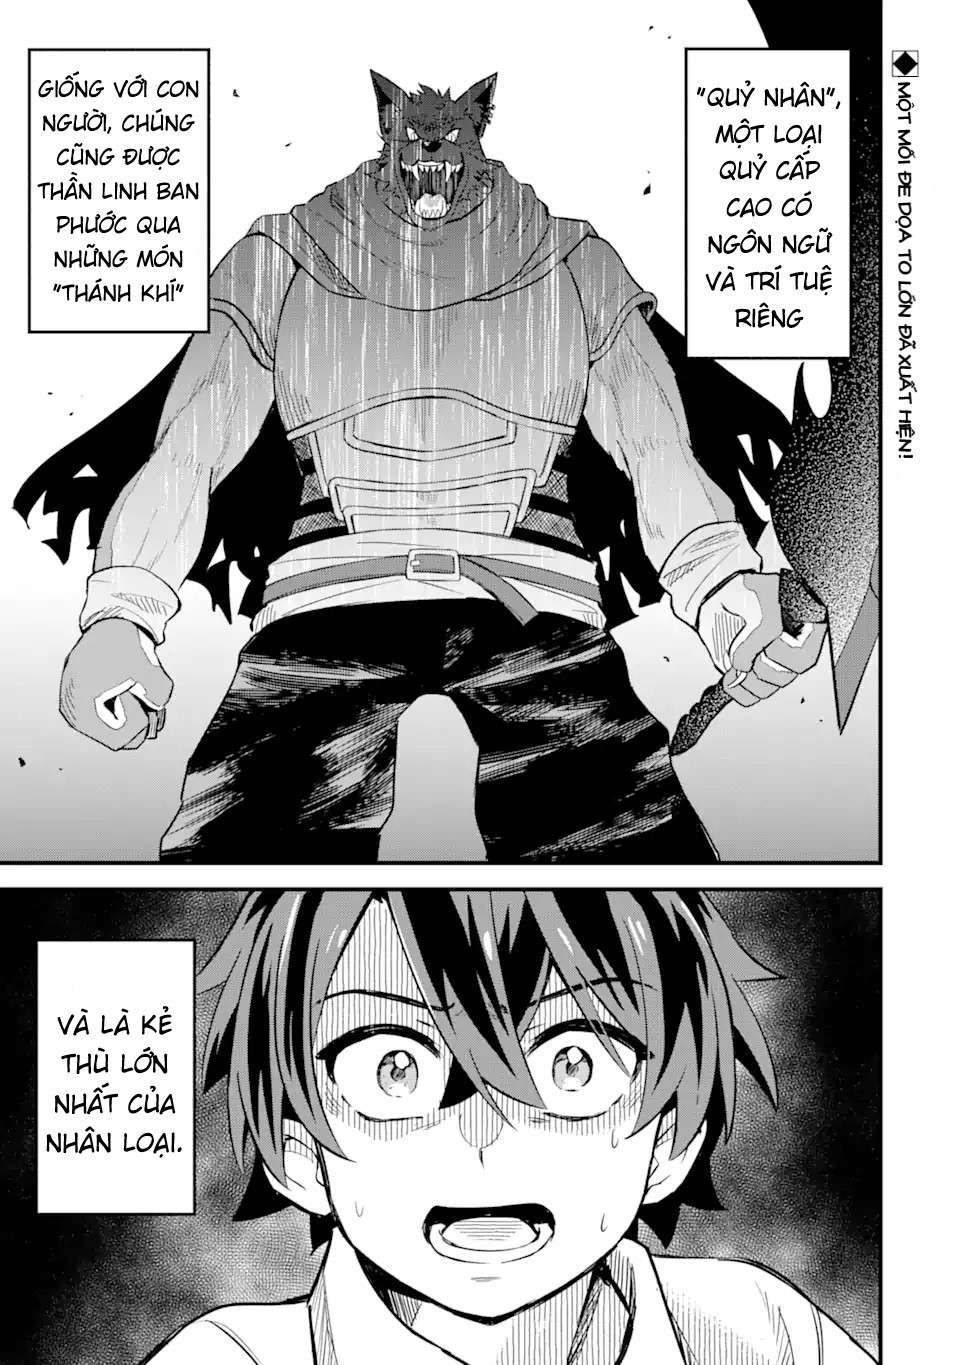 MỘT MỐI ĐE DỌA TO LỚN ĐÃ XUẤT HIỆN!
"QUỶ NHÂN",
MỘT LOẠI
QUỶ CẤP
CAO CÓ
NGÔN NGỮ
VÀ TRÍ TUỆ
RIÊNG
GIỐNG VỚI CON
NGƯỜI, CHÚNG
CŨNG ĐƯỢC
THẦN LINH BAN
PHƯỚC QUA
NHỮNG MÓN
"THÁNH KHÍ"
VÀ LÀ KẺ
THÙ LỚN
NHẤT CỦA
NHÂN LOẠI.